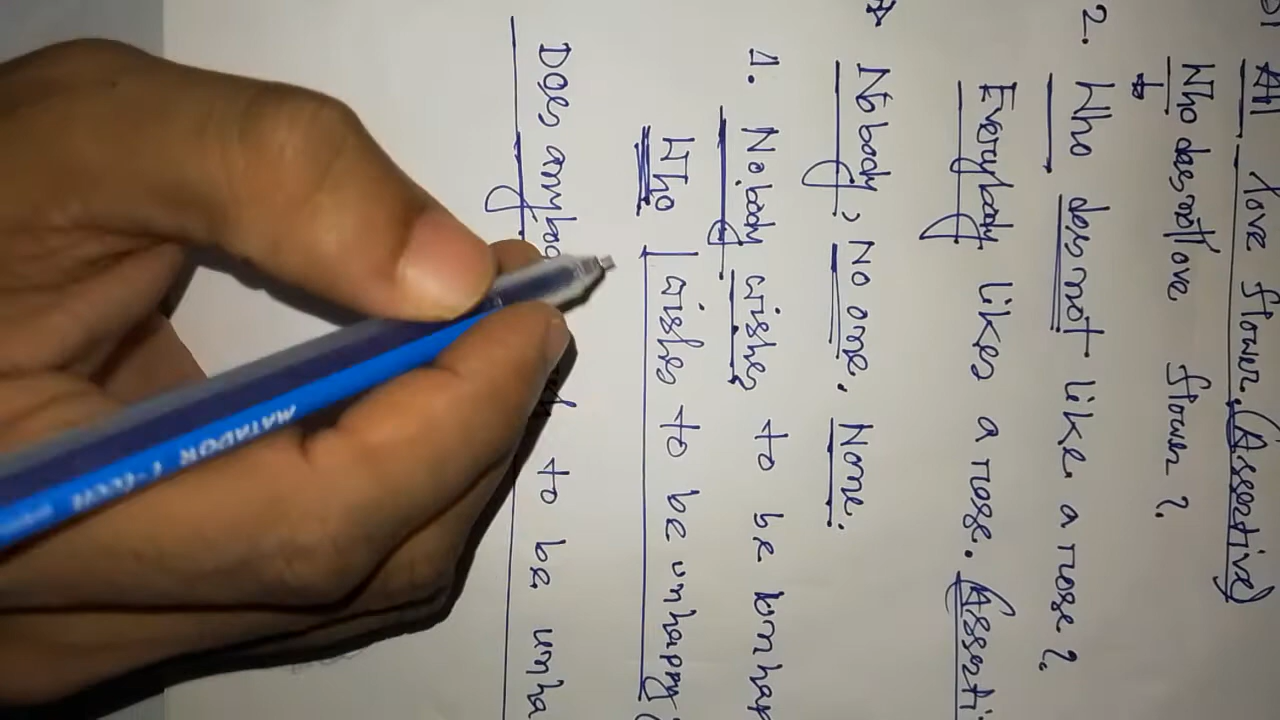 All love flower. (Assertive)
Who does not love flower?
2. Who does not like a rose?
Everybody likes a rose. (Asserti
Nobody, No one, None.
1. Nobody wishes to be unhap
Who wishes to be unhappy?
Does anybo to be unha
MATADOR